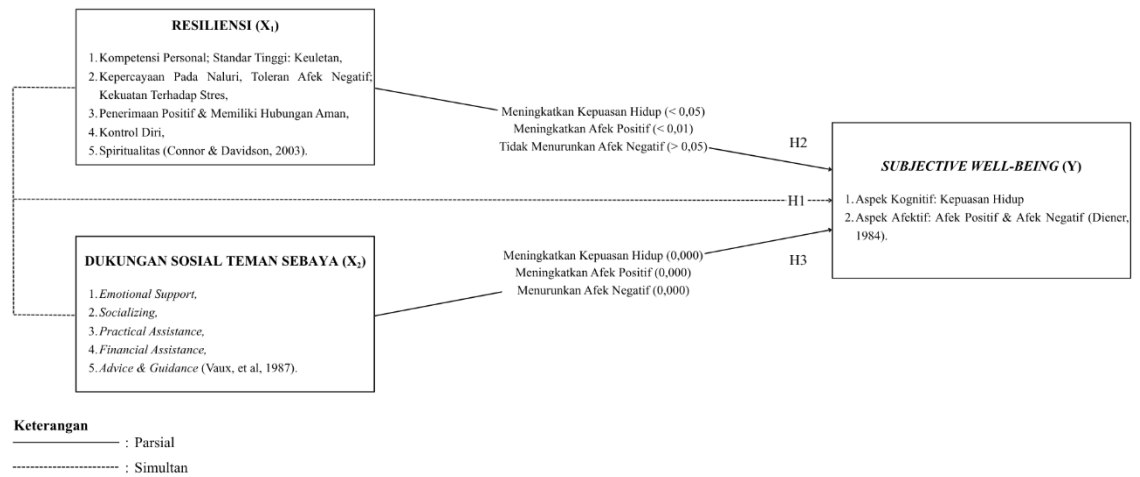 RESILIENSI (X₁)
1. Kompetensi Personal; Standar Tinggi: Keuletan,
2. Kepercayaan Pada Naluri, Toleran Afek Negatif;
Kekuatan Terhadap Stres,
3. Penerimaan Positif & Memiliki Hubungan Aman,
4. Kontrol Diri,
5. Spiritualitas (Connor & Davidson, 2003).
Meningkatkan Kepuasan Hidup (< 0,05)
Meningkatkan Afek Positif (< 0,01)
Tidak Menurunkan Afek Negatif (> 0,05)
H2
SUBJECTIVE WELL-BEING (Y)
1. Aspek Kognitif: Kepuasan Hidup
2. Aspek Afektif: Afek Positif & Afek Negatif (Diener,
1984).
H1
DUKUNGAN SOSIAL TEMAN SEBAYA (X₂)
1. Emotional Support,
2. Socializing,
3. Practical Assistance,
4. Financial Assistance,
5. Advice & Guidance (Vaux, et al, 1987).
Meningkatkan Kepuasan Hidup (0,000)
Meningkatkan Afek Positif (0,000)
Menurunkan Afek Negatif (0,000)
H3
Keterangan
: Parsial
: Simultan